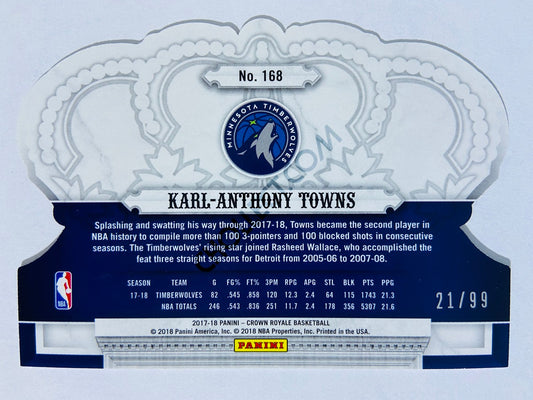 No. 168
MINNESOTA TIMBERWOLVES
KARL-ANTHONY TOWNS
Splashing and swatting his way through 2017-18, Towns became the second player in
NBA history to compile more than 100 3-pointers and 100 blocked shots in consecutive
seasons. The Timberwolves' rising star joined Rasheed Wallace, who accomplished the
feat three straight seasons for Detroit from 2005-06 to 2007-08.
SEASON TEAM G FG% FT% 3PM RPG APG STL BLK PTS PPG
17-18 TIMBERWOLVES 82 .545 .858 120 12.3 2.4 64 115 1743 21.3
NBA TOTALS 246 .543 .836 251 11.7 2.4 178 356 5307 21.6
21/99
2017-18 PANINI – CROWN ROYALE BASKETBALL
© 2018 Panini America, Inc. © 2018 NBA Properties, Inc. Printed in the USA.
PANINI